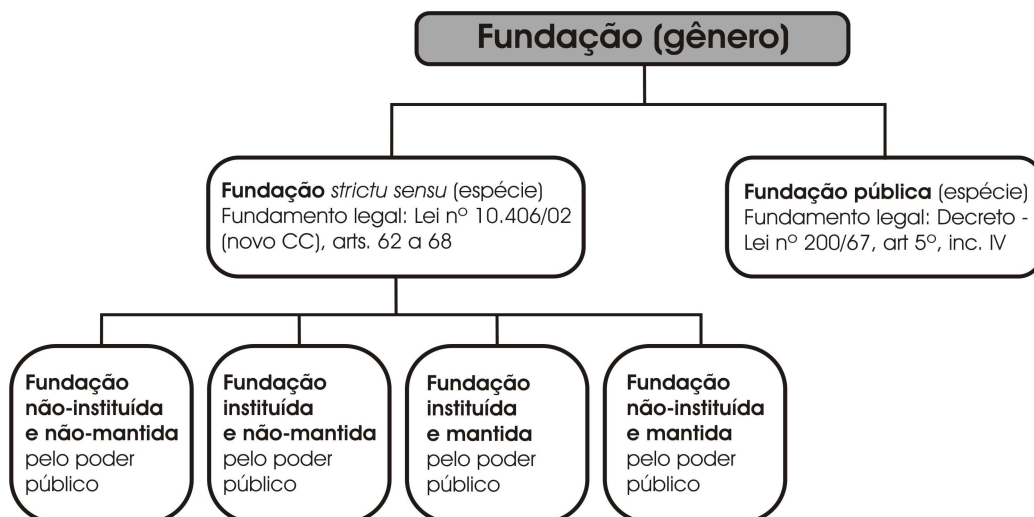 Fundação (gênero)
Fundação strictu sensu (espécie)
Fundamento legal: Lei nº 10.406/02
(novo CC), arts. 62 a 68
Fundação pública (espécie)
Fundamento legal: Decreto -
Lei nº 200/67, art 5º, inc. IV
Fundação
não-instituída
e não-mantida
pelo poder
público
Fundação
instituída
e não-mantida
pelo poder
público
Fundação
instituída
e mantida
pelo poder
público
Fundação
não-instituída
e mantida
pelo poder
público